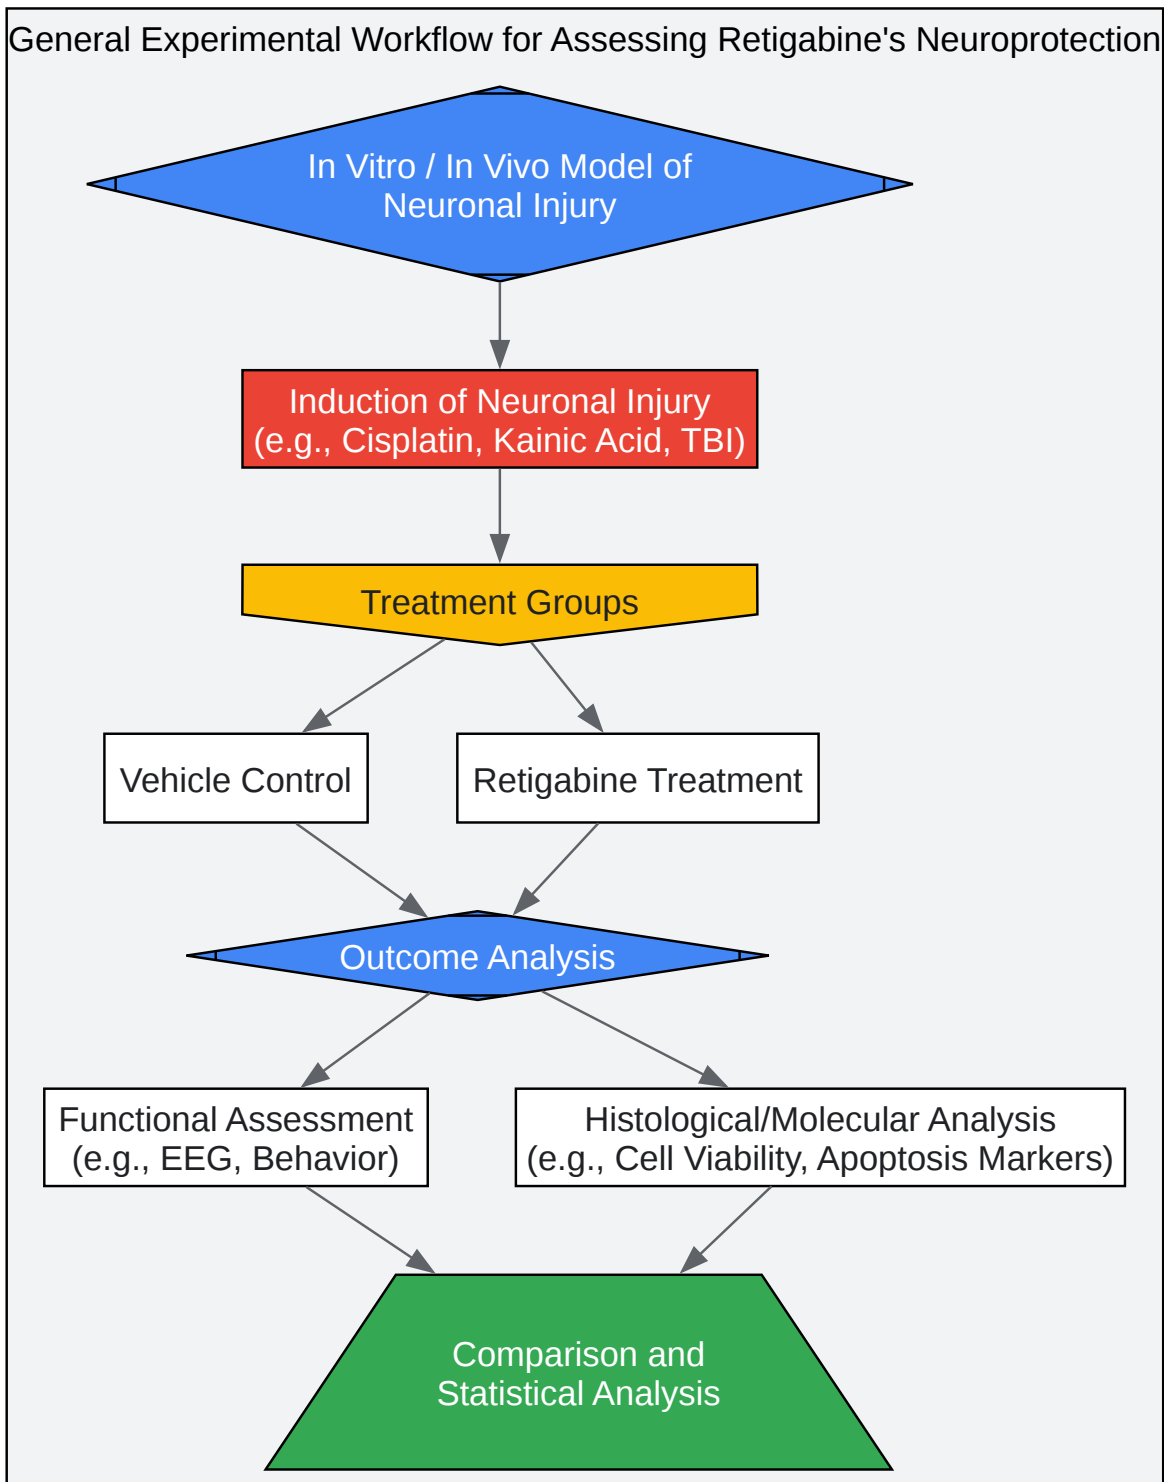 General Experimental Workflow for Assessing Retigabine's Neuroprotection
In Vitro / In Vivo Model of
Neuronal Injury
Induction of Neuronal Injury
(e.g., Cisplatin, Kainic Acid, TBI)
Treatment Groups
Vehicle Control
Retigabine Treatment
Outcome Analysis
Functional Assessment
(e.g., EEG, Behavior)
Histological/Molecular Analysis
(e.g., Cell Viability, Apoptosis Markers)
Comparison and
Statistical Analysis